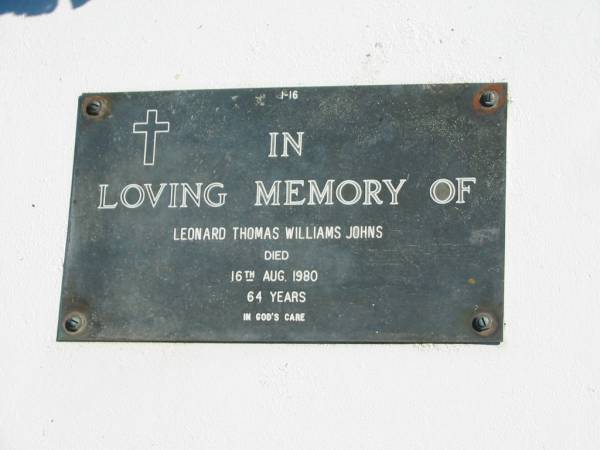 J-16
IN
LOVING MEMORY OF
LEONARD THOMAS WILLIAMS JOHNS
DIED
16TH AUG. 1980
64 YEARS
IN GOD'S CARE